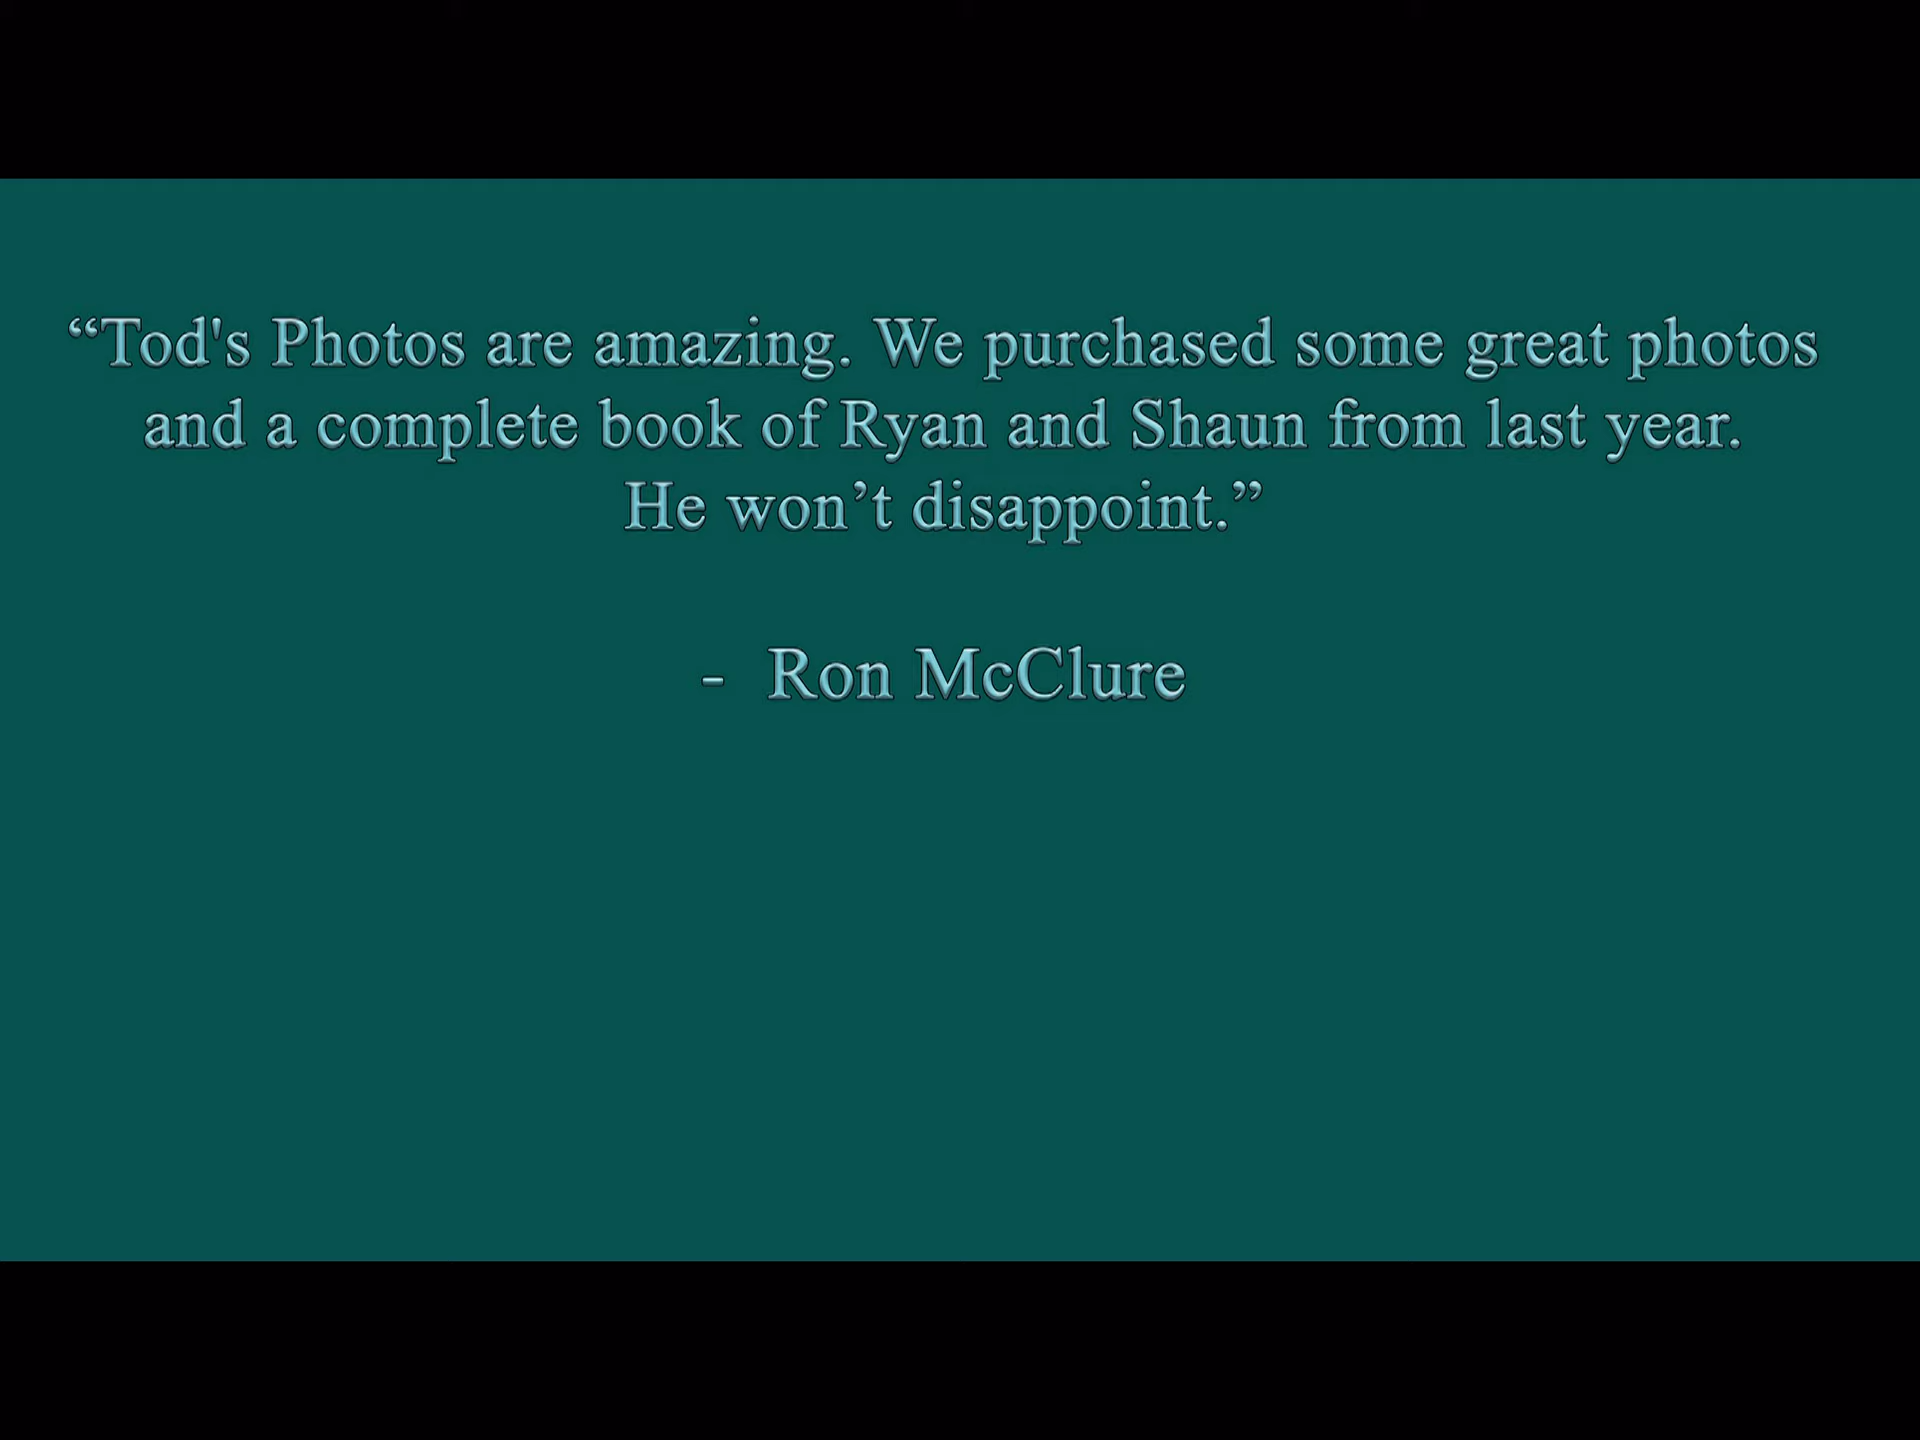 “Tod's Photos are amazing. We purchased some great photos
and a complete book of Ryan and Shaun from last year.
He won’t disappoint.”
- Ron McClure